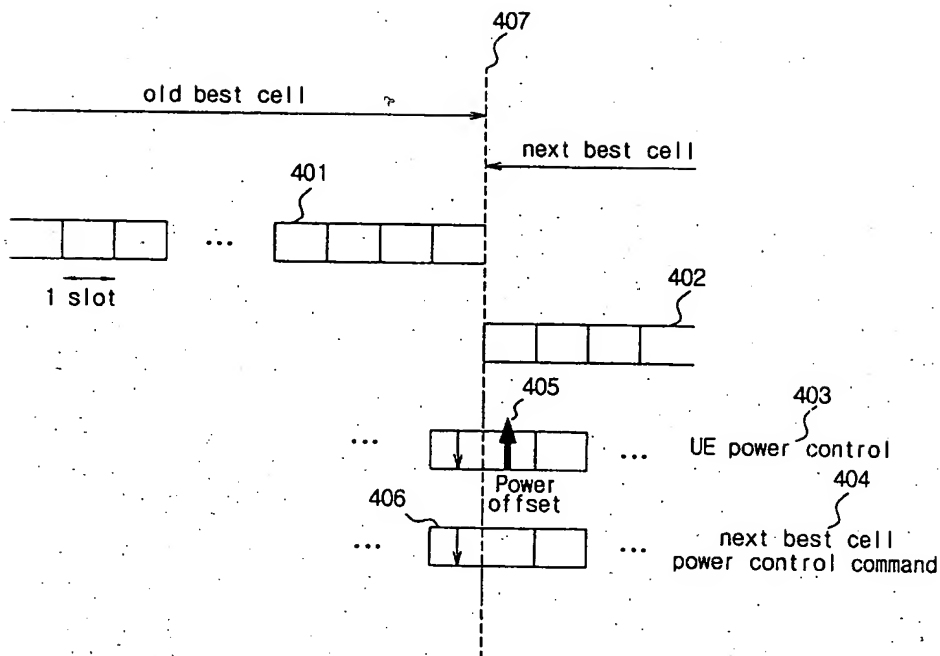 407
old best cell
next best cell
401
...
1 slot
402
405
403
... ... UE power control
Power
offset
406
404
... ... next best cell
power control command